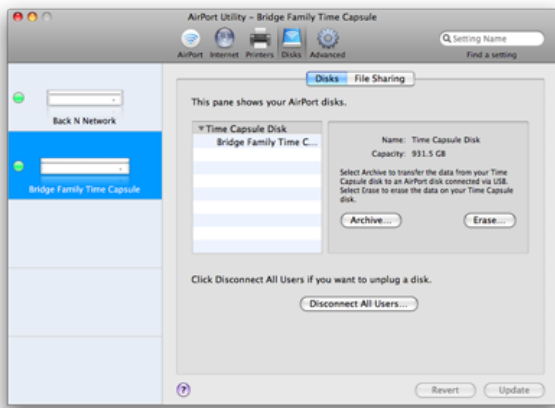 AirPort Utility – Bridge Family Time Capsule
AirPort Internet Printers Disks Advanced
Setting Name
Find a setting
Back N Network
Bridge Family Time Capsule
Disks File Sharing
This pane shows your AirPort disks.
Time Capsule Disk
Bridge Family Time C...
Name: Time Capsule Disk
Capacity: 931.5 GB
Select Archive to transfer the data from your Time
Capsule disk to an AirPort disk connected via USB.
Select Erase to erase the data on your Time Capsule
disk.
Archive... Erase...
Click Disconnect All Users if you want to unplug a disk.
Disconnect All Users...
?
Revert Update